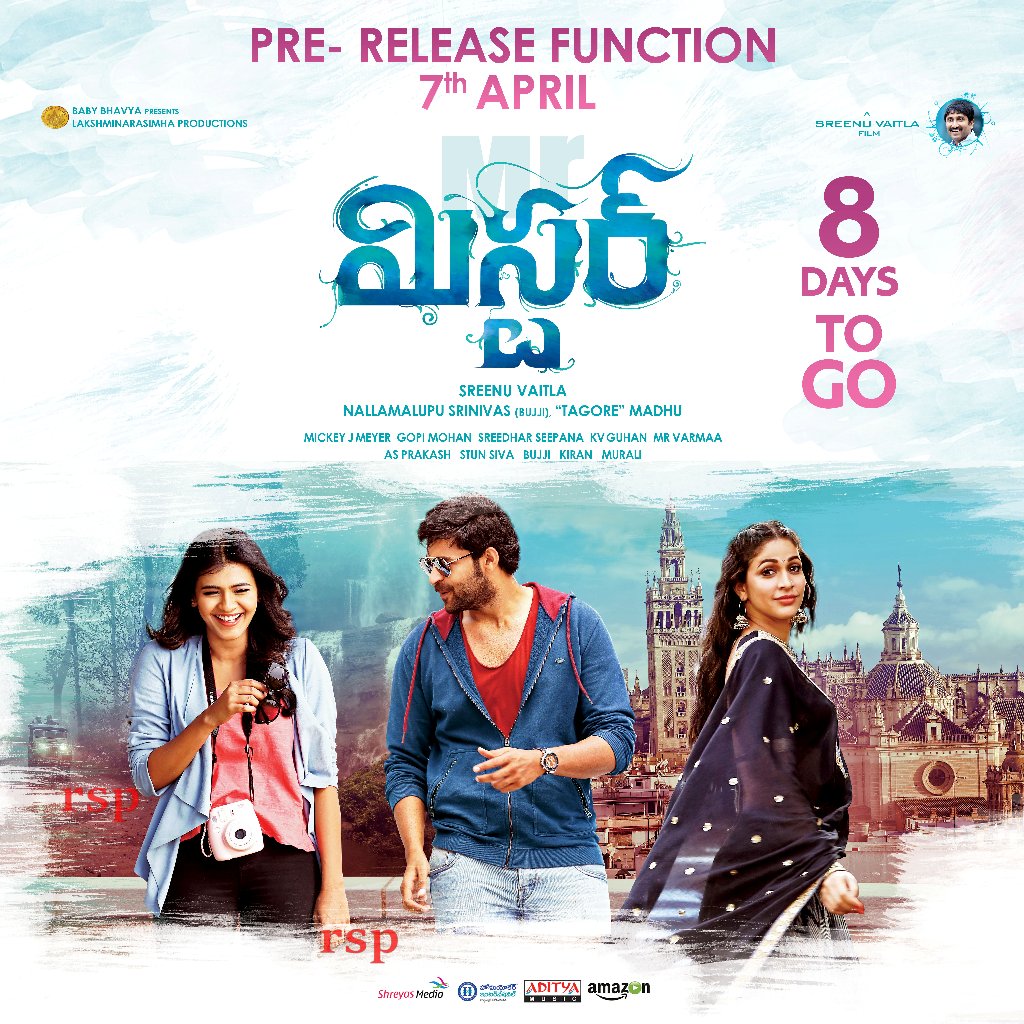 PRE- RELEASE FUNCTION
7th APRIL
BABY BHAVYA PRESENTS
LAKSHMINARASIMHA PRODUCTIONS
A
SREENU VAITLA
FILM
Mr
మిస్టర్
8
DAYS
TO
GO
SREENU VAITLA
NALLAMALUPU SRINIVAS (BUJJI), “TAGORE” MADHU
MICKEY J MEYER GOPI MOHAN SREEDHAR SEEPANA KV GUHAN MR VARMAA
AS PRAKASH STUN SIVA BUJJI KIRAN MURALI
rsp
rsp
Shreyas Media
హోమియోకేర్
ఇంటర్నేషనల్
ADITYA
MUSIC
amazon